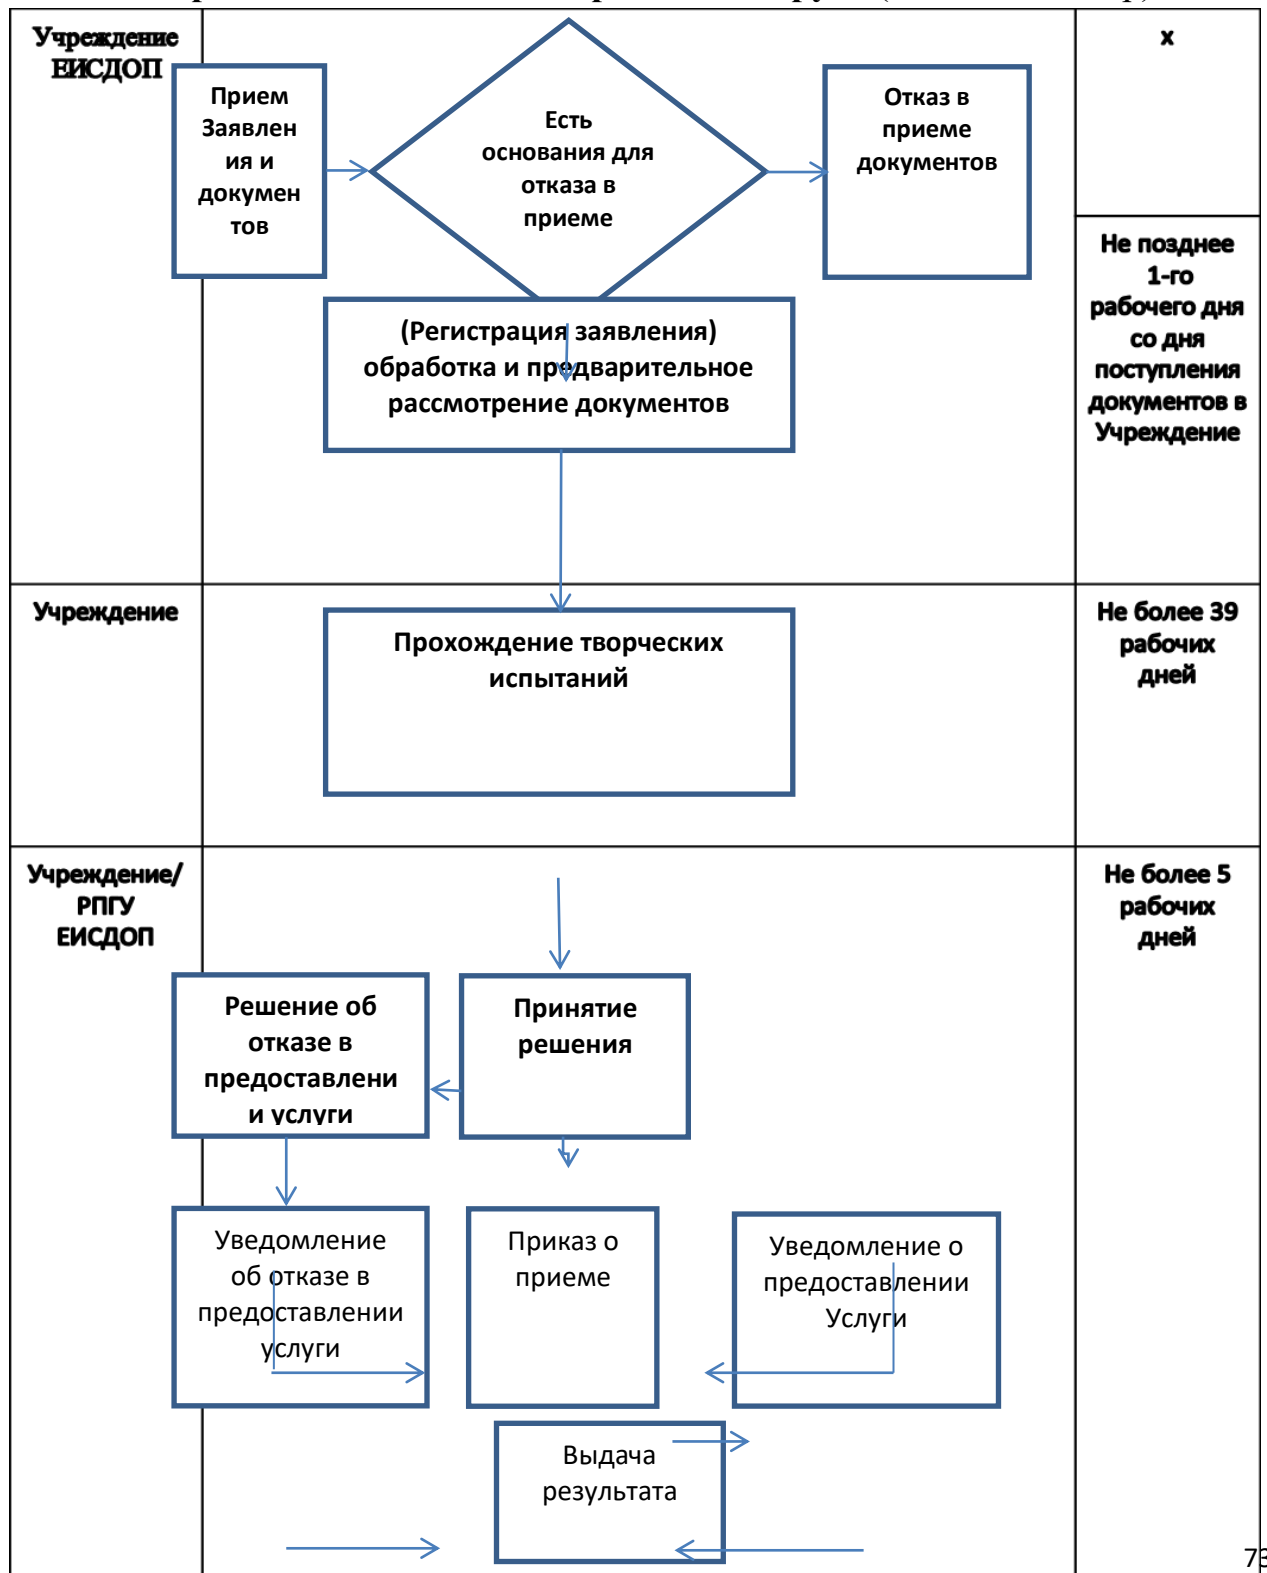 Учреждение
ЕИСДОП
Прием
Заявлен
ия и
докумен
тов
Есть
основания для
отказа в
приеме
Отказ в
приеме
документов
х
Не позднее
1-го
рабочего дня
со дня
поступления
документов в
Учреждение
(Регистрация заявления)
обработка и предварительное
рассмотрение документов
Учреждение
Прохождение творческих
испытаний
Не более 39
рабочих
дней
Учреждение/
РПГУ
ЕИСДОП
Не более 5
рабочих
дней
Решение об
отказе в
предоставлени
и услуги
Принятие
решения
Уведомление
об отказе в
предоставлении
услуги
Приказ о
приеме
Уведомление о
предоставлении
Услуги
Выдача
результата
73